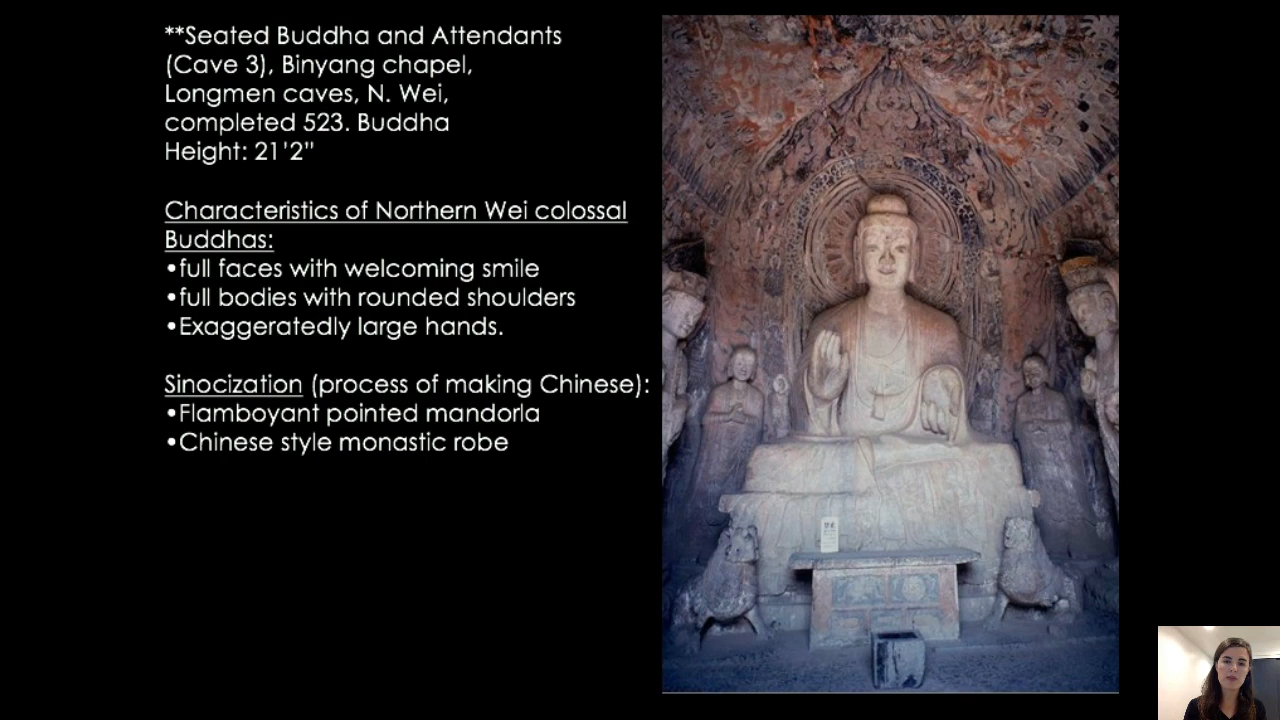 **Seated Buddha and Attendants
(Cave 3), Binyang chapel,
Longmen caves, N. Wei,
completed 523. Buddha
Height: 21'2"
Characteristics of Northern Wei colossal
Buddhas:
•full faces with welcoming smile
•full bodies with rounded shoulders
•Exaggeratedly large hands.
Sinocization (process of making Chinese):
•Flamboyant pointed mandorla
•Chinese style monastic robe